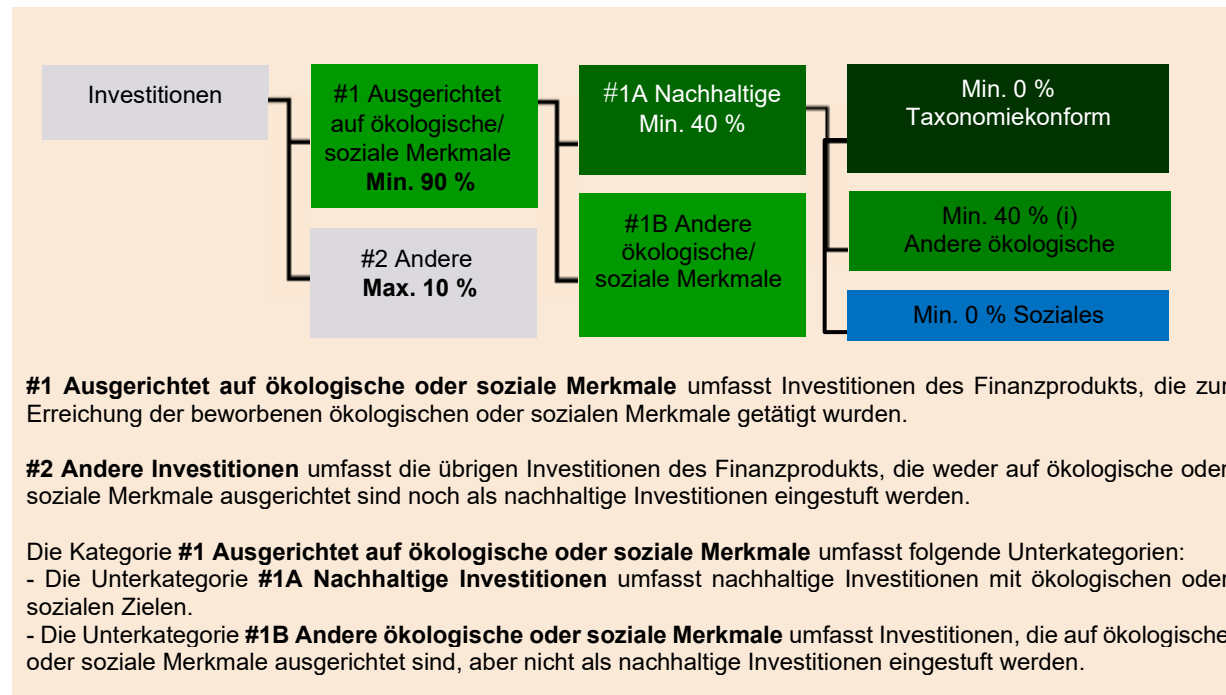 Investitionen
#1 Ausgerichtet
auf ökologische/
soziale Merkmale
Min. 90 %
#2 Andere
Max. 10 %
#1A Nachhaltige
Min. 40 %
#1B Andere
ökologische/
soziale Merkmale
Min. 0 %
Taxonomiekonform
Min. 40 % (i)
Andere ökologische
Min. 0 % Soziales
#1 Ausgerichtet auf ökologische oder soziale Merkmale umfasst Investitionen des Finanzprodukts, die zur
Erreichung der beworbenen ökologischen oder sozialen Merkmale getätigt wurden.
#2 Andere Investitionen umfasst die übrigen Investitionen des Finanzprodukts, die weder auf ökologische oder
soziale Merkmale ausgerichtet sind noch als nachhaltige Investitionen eingestuft werden.
Die Kategorie #1 Ausgerichtet auf ökologische oder soziale Merkmale umfasst folgende Unterkategorien:
- Die Unterkategorie #1A Nachhaltige Investitionen umfasst nachhaltige Investitionen mit ökologischen oder
sozialen Zielen.
- Die Unterkategorie #1B Andere ökologische oder soziale Merkmale umfasst Investitionen, die auf ökologische
oder soziale Merkmale ausgerichtet sind, aber nicht als nachhaltige Investitionen eingestuft werden.